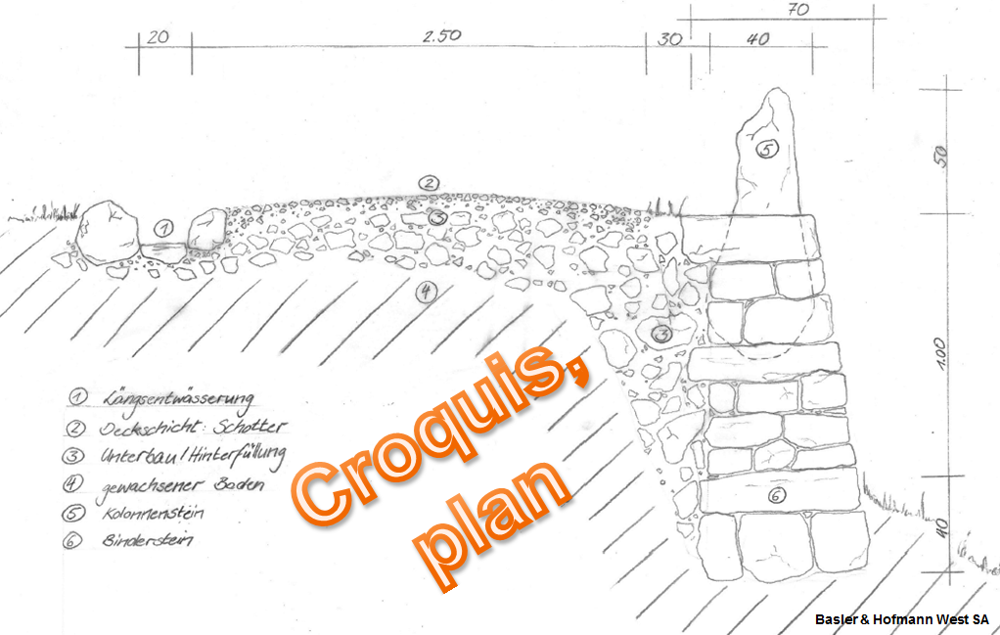 70
20
2.50
30
40
5
50
2
1
3
4
3
1.00
① Längsentwässerung
② Deckschicht: Schotter
③ Unterbau / Hinterfüllung
④ gewachsener Boden
⑤ Kolonnenstein
⑥ Binderstein
Croquis,
plan
6
40
Basler & Hofmann West SA